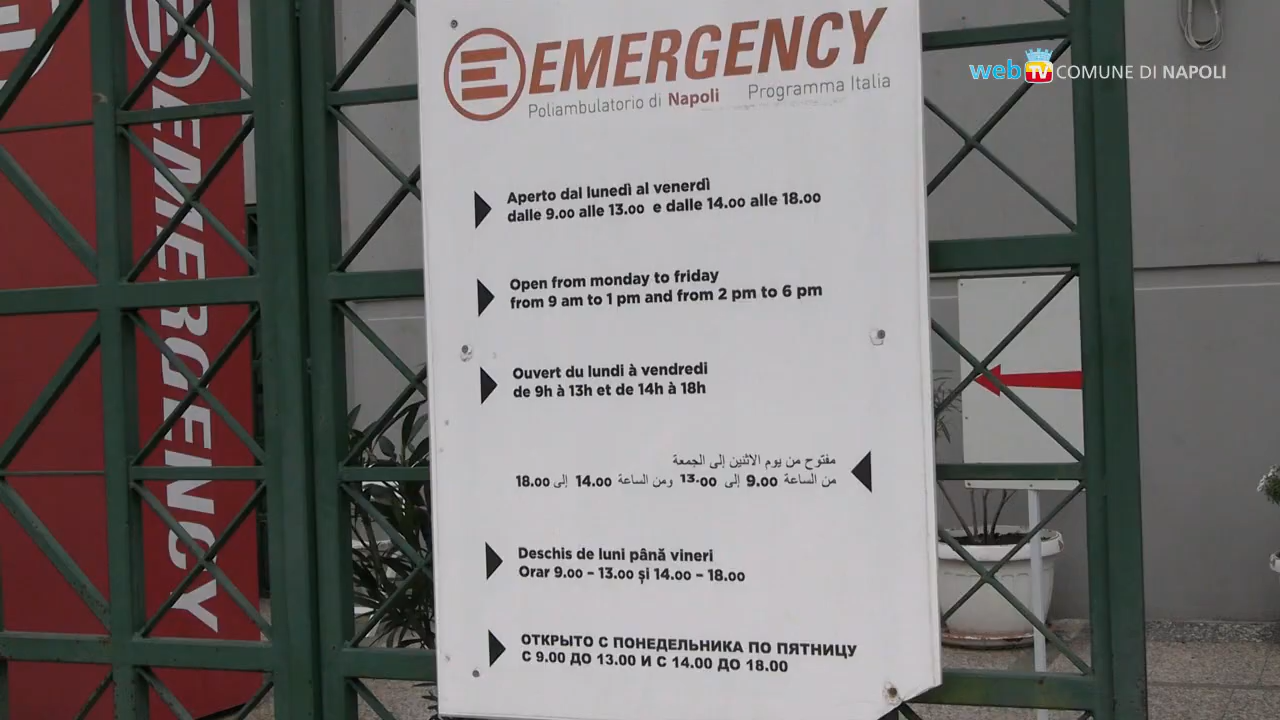 EMERGENCY
EMERGENCY
Poliambulatorio di Napoli Programma Italia
web TV COMUNE DI NAPOLI
Aperto dal lunedì al venerdì
dalle 9.00 alle 13.00 e dalle 14.00 alle 18.00
Open from monday to friday
from 9 am to 1 pm and from 2 pm to 6 pm
Ouvert du lundi à vendredi
de 9h à 13h et de 14h à 18h
مفتوح من يوم الاثنين إلى الجمعة
من الساعة 9.00 إلى 13.00 ومن الساعة 14.00 إلى 18.00
Deschis de luni până vineri
Orar 9.00 – 13.00 și 14.00 – 18.00
ОТКРЫТО С ПОНЕДЕЛЬНИКА ПО ПЯТНИЦУ
С 9.00 ДО 13.00 И С 14.00 ДО 18.00